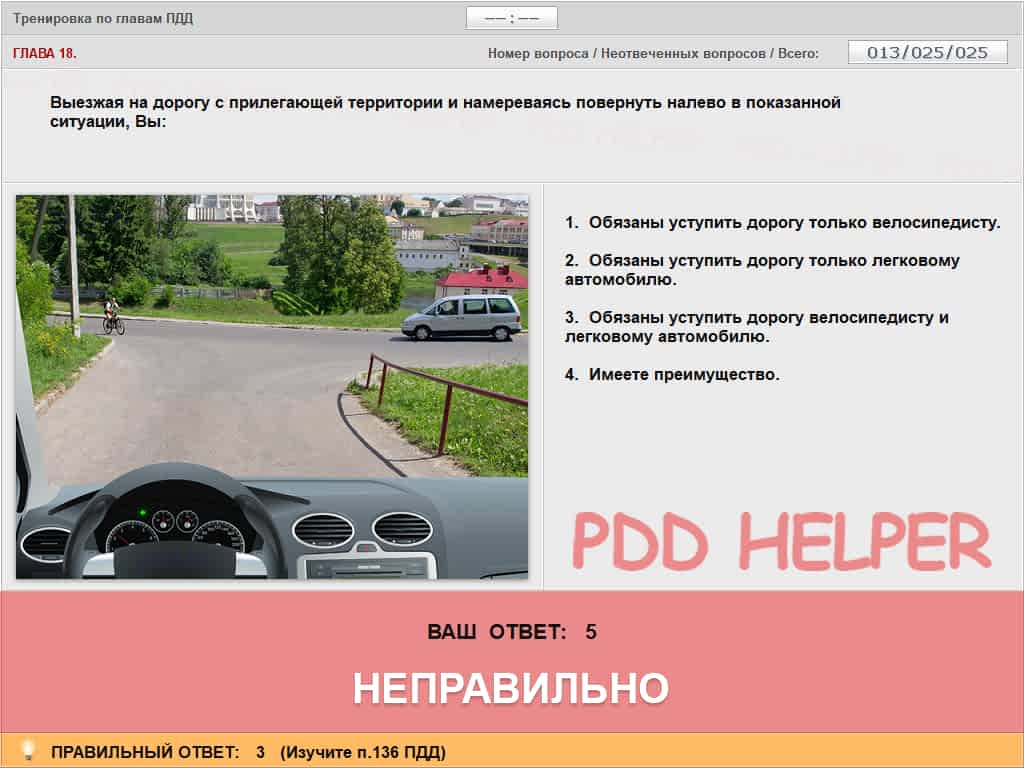 Тренировка по главам ПДД
–– : ––
ГЛАВА 18.
Номер вопроса / Неотвеченных вопросов / Всего:
013/025/025
Выезжая на дорогу с прилегающей территории и намереваясь повернуть налево в показанной
ситуации, Вы:
1. Обязаны уступить дорогу только велосипедисту.
2. Обязаны уступить дорогу только легковому
автомобилю.
3. Обязаны уступить дорогу велосипедисту и
легковому автомобилю.
4. Имеете преимущество.
PDD HELPER
ВАШ ОТВЕТ: 5
НЕПРАВИЛЬНО
ПРАВИЛЬНЫЙ ОТВЕТ: 3 (Изучите п.136 ПДД)